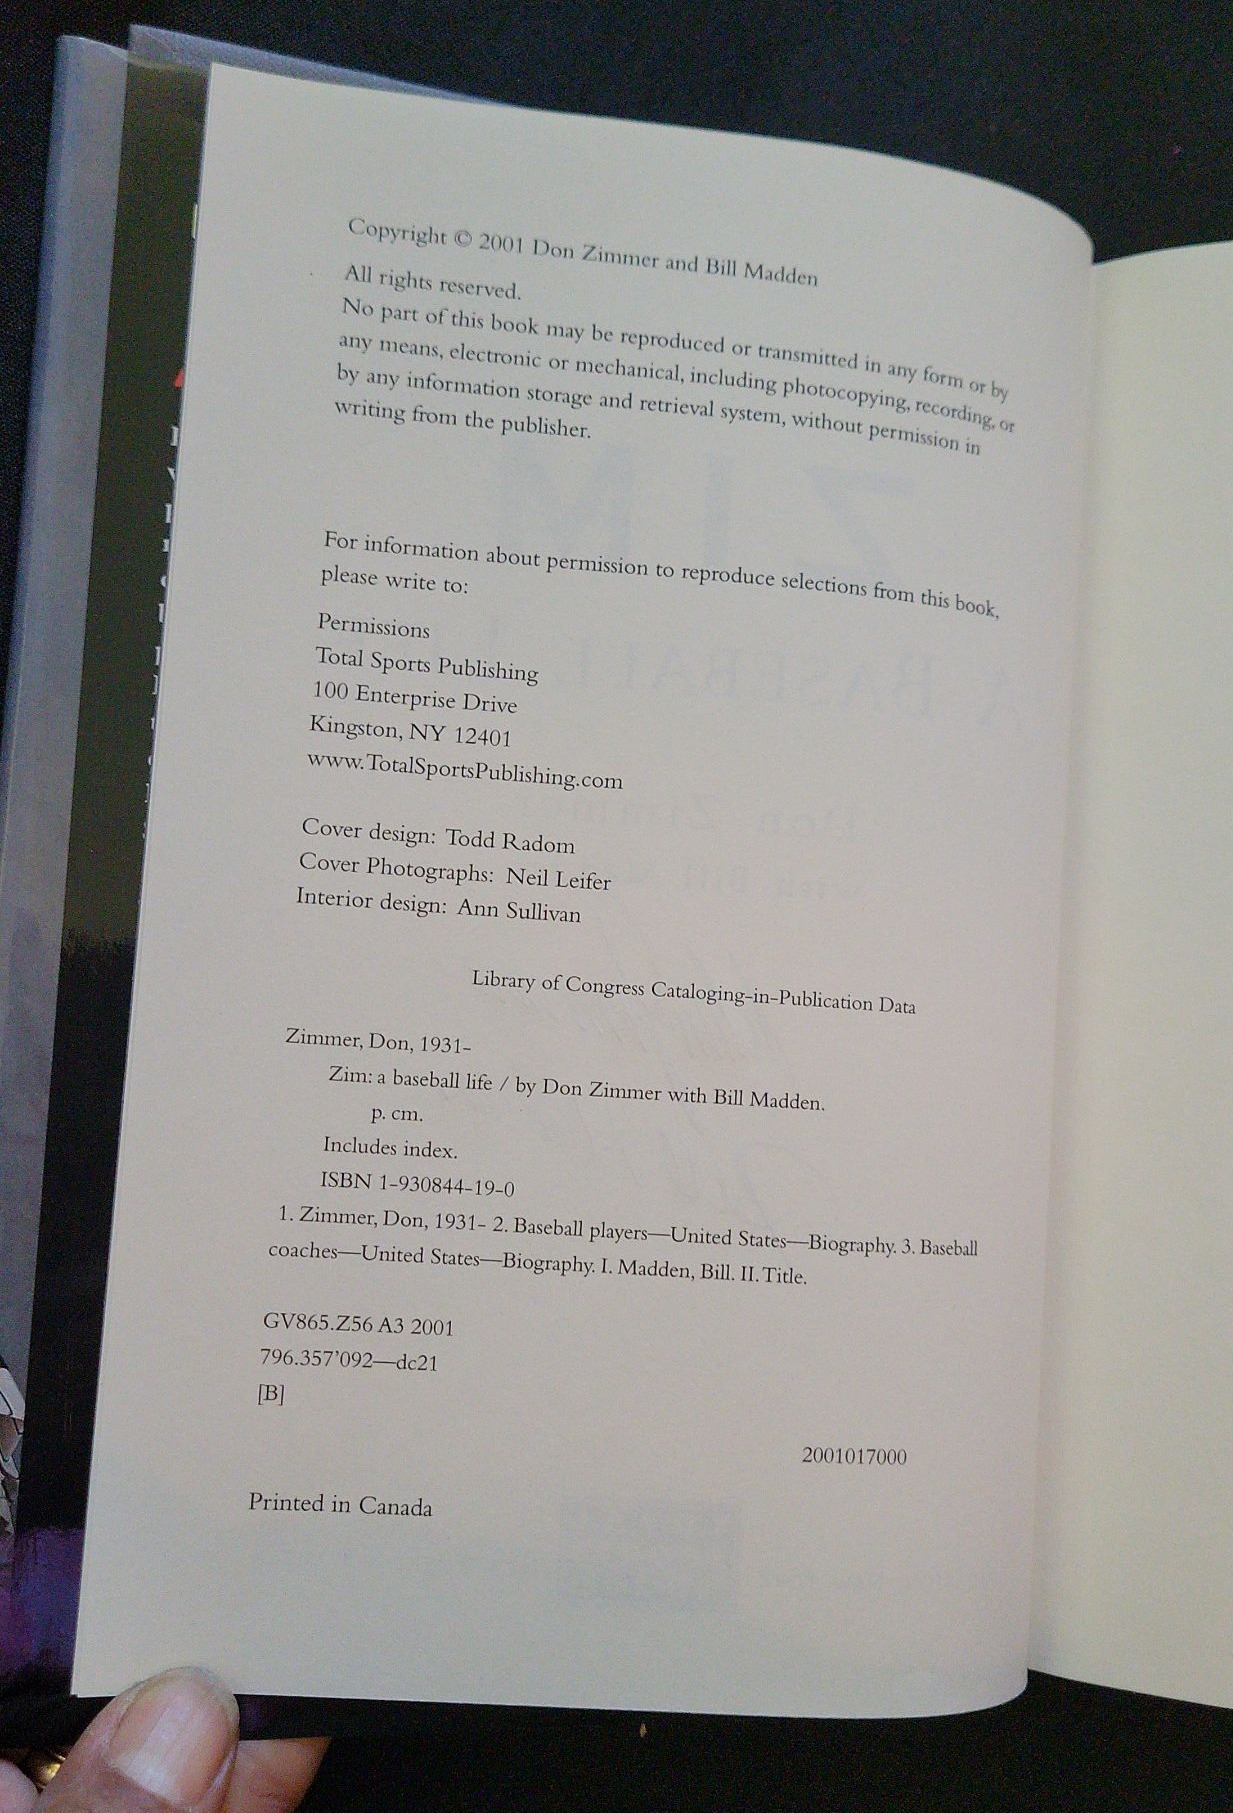 Copyright © 2001 Don Zimmer and Bill Madden
All rights reserved.
No part of this book may be reproduced or transmitted in any form or by
any means, electronic or mechanical, including photocopying, recording, or
by any information storage and retrieval system, without permission in
writing from the publisher.
For information about permission to reproduce selections from this book,
please write to:
Permissions
Total Sports Publishing
100 Enterprise Drive
Kingston, NY 12401
www.TotalSportsPublishing.com
Cover design: Todd Radom
Cover Photographs: Neil Leifer
Interior design: Ann Sullivan
Library of Congress Cataloging-in-Publication Data
Zimmer, Don, 1931-
Zim: a baseball life / by Don Zimmer with Bill Madden.
p. cm.
Includes index.
ISBN 1-930844-19-0
1. Zimmer, Don, 1931- 2. Baseball players—United States—Biography. 3. Baseball
coaches—United States—Biography. I. Madden, Bill. II. Title.
GV865.Z56 A3 2001
796.357'092—dc21
[B]
2001017000
Printed in Canada